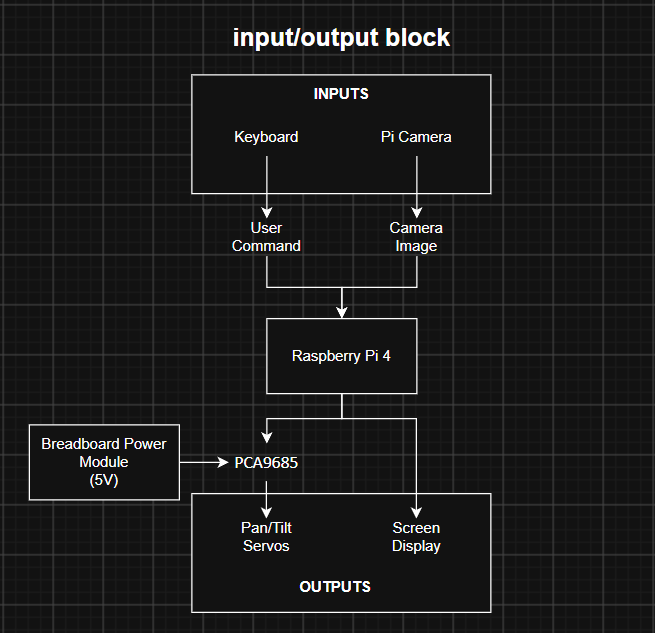 input/output block
INPUTS
Keyboard
Pi Camera
User
Command
Camera
Image
Raspberry Pi 4
Breadboard Power
Module
(5V)
PCA9685
Pan/Tilt
Servos
Screen
Display
OUTPUTS